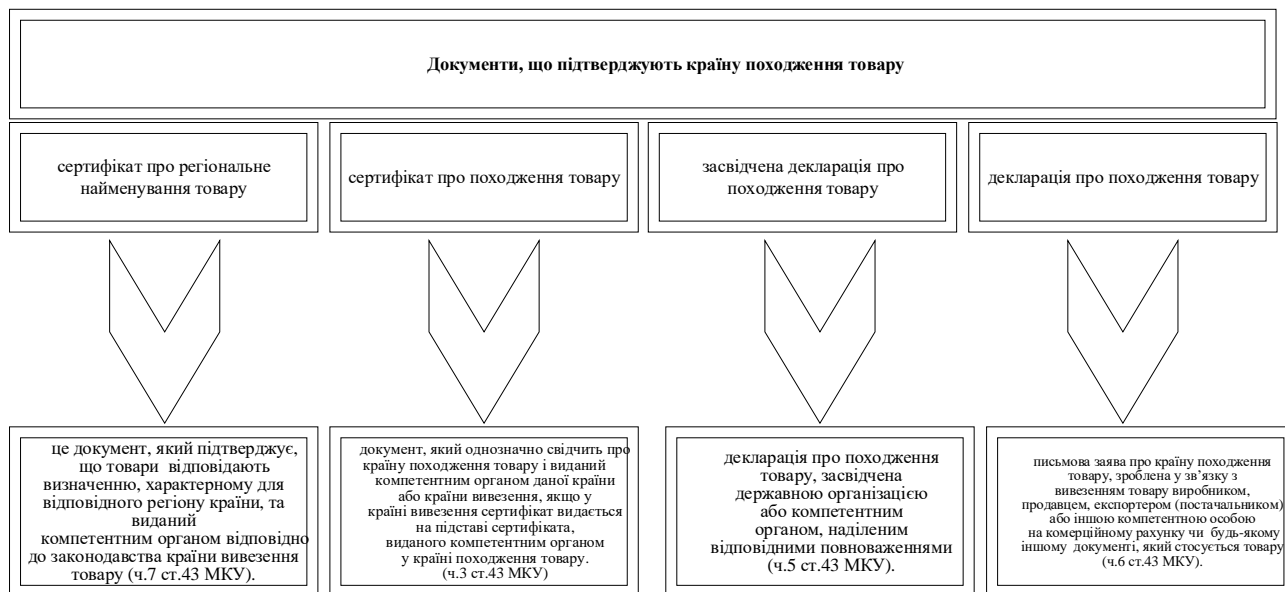 Документи, що підтверджують країну походження товару
сертифікат про регіональне
найменування товару
сертифікат про походження товару
засвідчена декларація про
походження товару
декларація про походження товару
це документ, який підтверджує,
що товари відповідають
визначенню, характерному для
відповідного регіону країни, та
виданий
компетентним органом відповідно
до законодавства країни вивезення
товару (ч.7 ст.43 МКУ).
документ, який однозначно свідчить про
країну походження товару і виданий
компетентним органом даної країни
або країни вивезення, якщо у
країні вивезення сертифікат видається
на підставі сертифіката,
виданого компетентним органом
у країні походження товару.
(ч.3 ст.43 МКУ)
декларація про походження
товару, засвідчена
державною організацією
або компетентним
органом, наділеним
відповідними повноваженнями
(ч.5 ст.43 МКУ).
письмова заява про країну походження
товару, зроблена у зв’язку з
вивезенням товару виробником,
продавцем, експортером (постачальником)
або іншою компетентною особою
на комерційному рахунку чи будь-якому
іншому документі, який стосується товару
(ч.6 ст.43 МКУ).